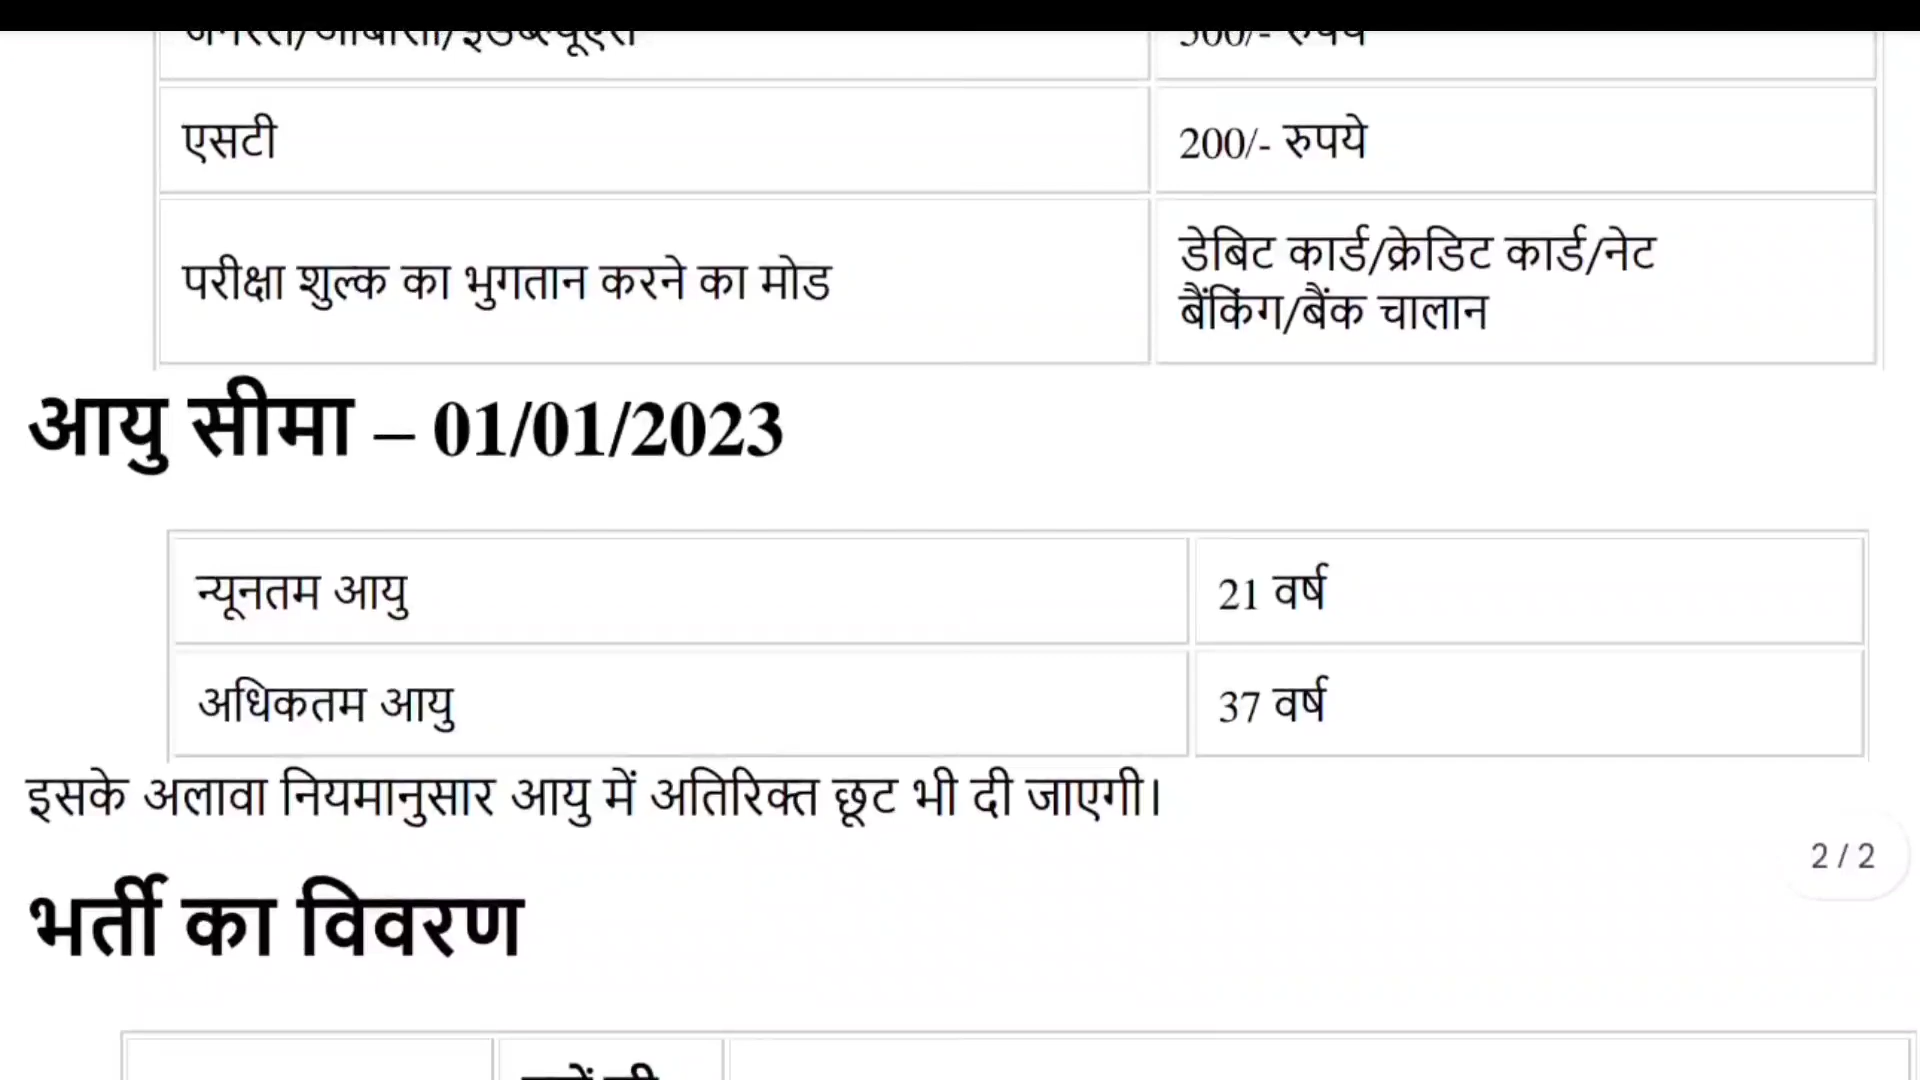 एसटी
200/- रुपये
परीक्षा शुल्क का भुगतान करने का मोड
डेबिट कार्ड/क्रेडिट कार्ड/नेट
बैंकिंग/बैंक चालान
आयु सीमा – 01/01/2023
न्यूनतम आयु
21 वर्ष
अधिकतम आयु
37 वर्ष
इसके अलावा नियमानुसार आयु में अतिरिक्त छूट भी दी जाएगी।
2 / 2
भर्ती का विवरण